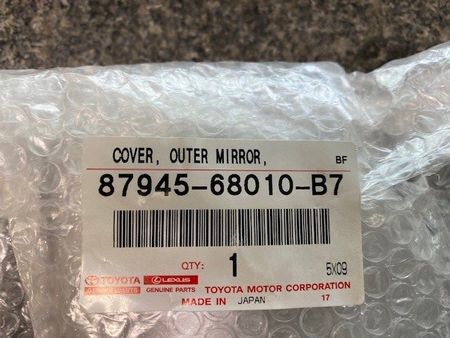 COVER, OUTER MIRROR, BF
87945-68010-B7
QTY: 1 5X09
TOYOTA LEXUS TOYOTA MOTOR CORPORATION
GENUINE PARTS
MADE IN JAPAN 17